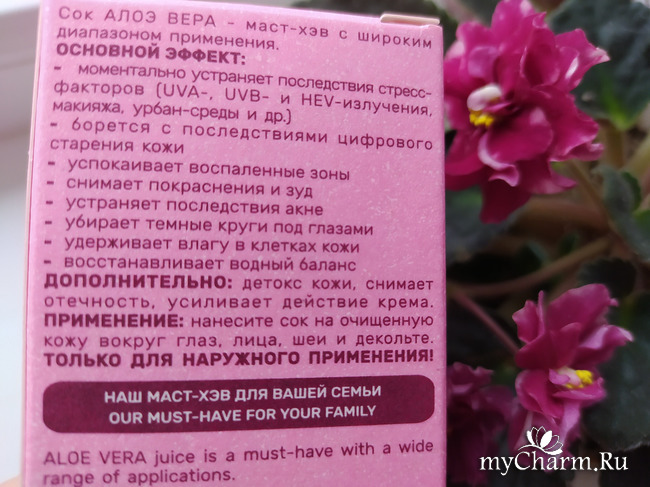 Сок АЛОЭ ВЕРА - маст-хэв с широким
диапазоном применения.
ОСНОВНОЙ ЭФФЕКТ:
- моментально устраняет последствия стресс-
факторов (UVA-, UVB- и HEV-излучения,
макияжа, урбан-среды и др.)
- борется с последствиями цифрового
старения кожи
- успокаивает воспаленные зоны
- снимает покраснения и зуд
- устраняет последствия акне
- убирает темные круги под глазами
- удерживает влагу в клетках кожи
- восстанавливает водный баланс
ДОПОЛНИТЕЛЬНО: детокс кожи, снимает
отечность, усиливает действие крема.
ПРИМЕНЕНИЕ: нанесите сок на очищенную
кожу вокруг глаз, лица, шеи и декольте.
ТОЛЬКО ДЛЯ НАРУЖНОГО ПРИМЕНЕНИЯ!
НАШ МАСТ-ХЭВ ДЛЯ ВАШЕЙ СЕМЬИ
OUR MUST-HAVE FOR YOUR FAMILY
ALOE VERA juice is a must-have with a wide
range of applications.
myCharm.Ru